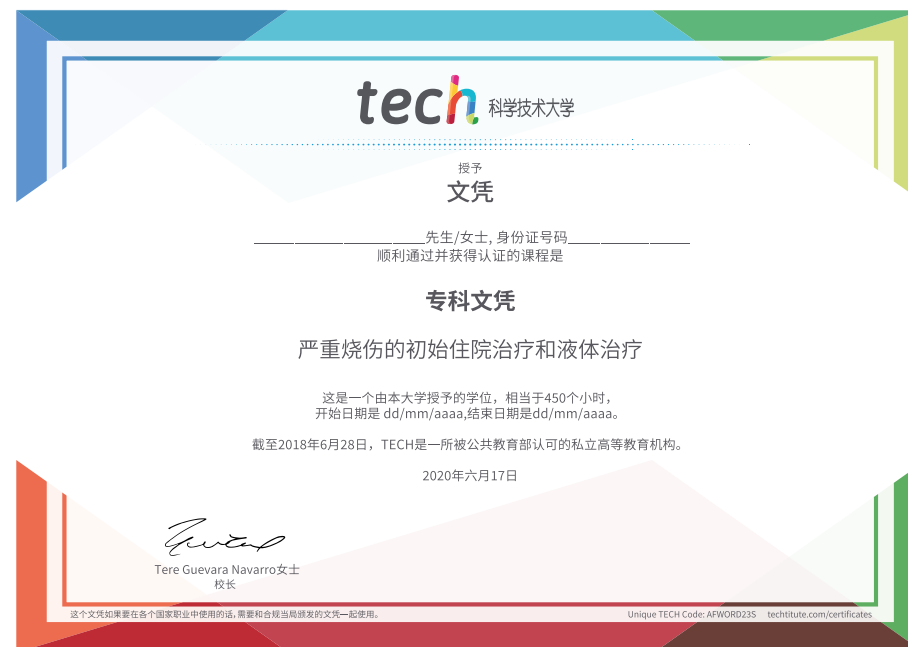 tech 科学技术大学
授予
文凭
______________________先生/女士, 身份证号码_______________
顺利通过并获得认证的课程是
专科文凭
严重烧伤的初始住院治疗和液体治疗
这是一个由本大学授予的学位，相当于450个小时，
开始日期是 dd/mm/aaaa,结束日期是dd/mm/aaaa。
截至2018年6月28日，TECH是一所被公共教育部认可的私立高等教育机构。
2020年六月17日
Tere Guevara Navarro女士
校长
这个文凭如果要在各个国家职业中使用的话,需要和合规当局颁发的文凭一起使用。
Unique TECH Code: AFWORD23S techtitute.com/certificates